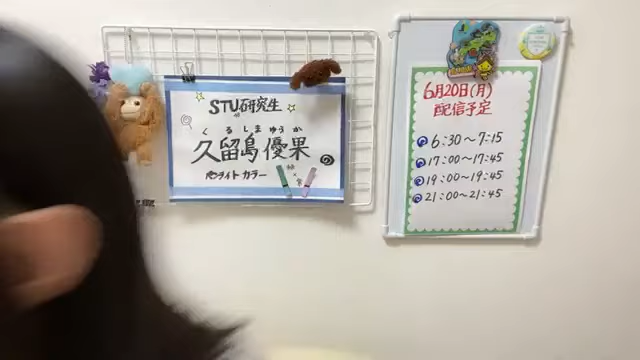 STU研究生
くるしまゆうか
久留島優果
ペンライトカラー
6月20日(月)
配信予定
6:30〜7:15
17:00〜17:45
19:00〜19:45
21:00〜21:45